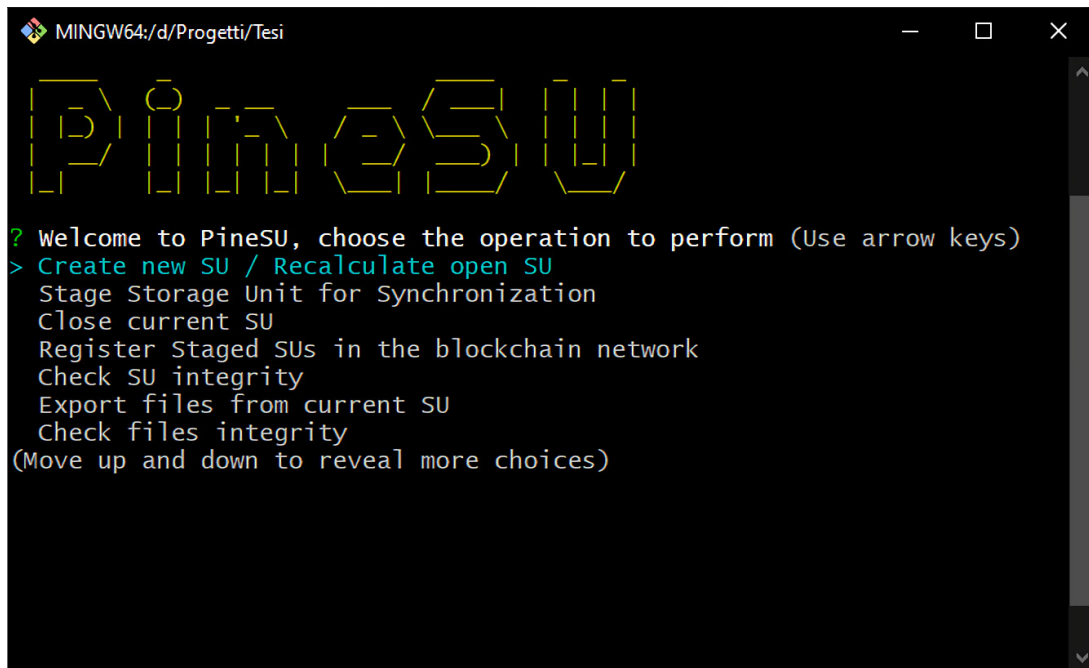 MINGW64:/d/Progetti/Tesi
PineSU
? Welcome to PineSU, choose the operation to perform (Use arrow keys)
> Create new SU / Recalculate open SU
Stage Storage Unit for Synchronization
Close current SU
Register Staged SUs in the blockchain network
Check SU integrity
Export files from current SU
Check files integrity
(Move up and down to reveal more choices)